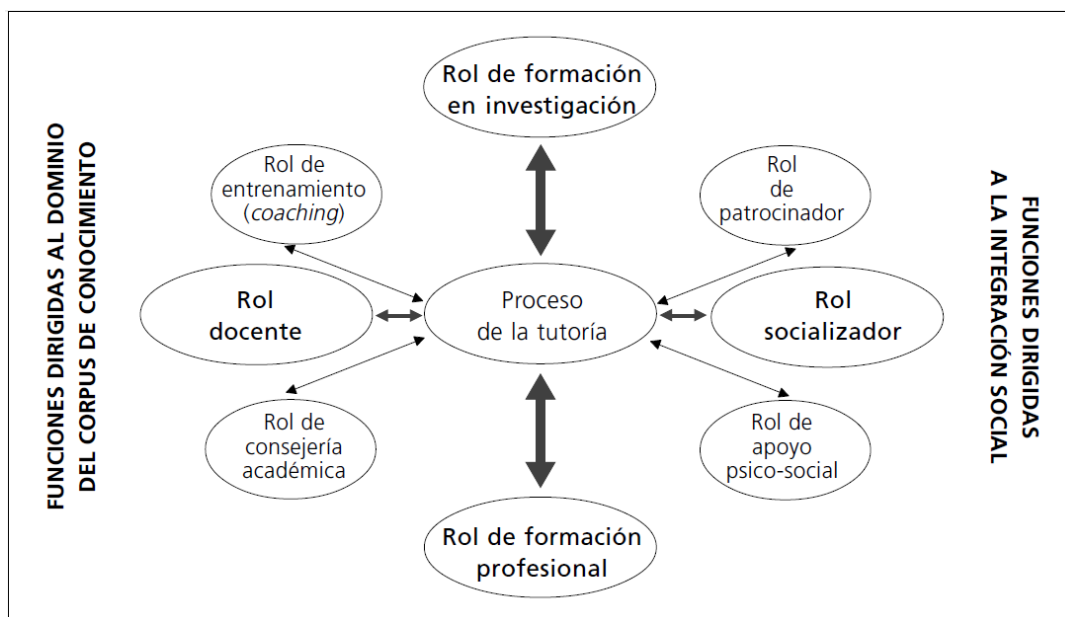 Rol de formación
en investigación
FUNCIONES DIRIGIDAS AL DOMINIO
DEL CORPUS DE CONOCIMIENTO
Rol de
entrenamiento
(coaching)
Rol
de
patrocinador
FUNCIONES DIRIGIDAS
A LA INTEGRACIÓN SOCIAL
Rol
docente
Proceso
de la tutoría
Rol
socializador
Rol de
consejería
académica
Rol de
apoyo
psico-social
Rol de formación
profesional